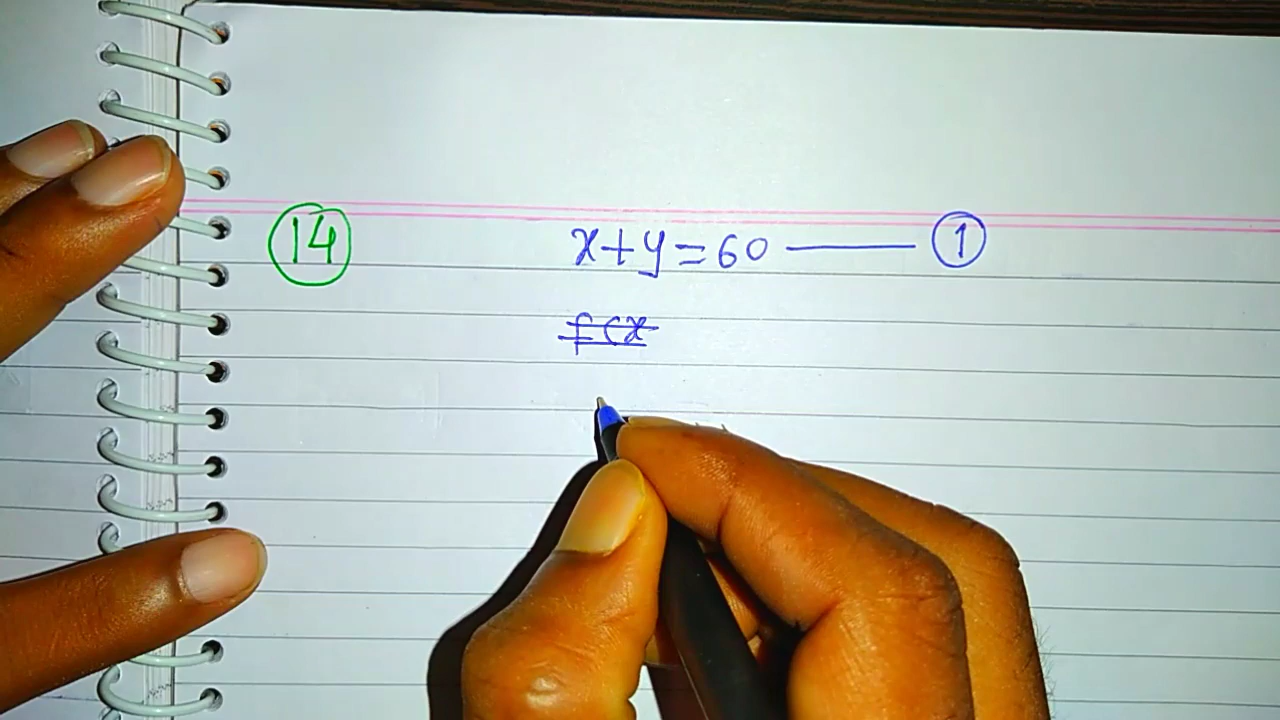 14 x+y=60 —— 1
f(x